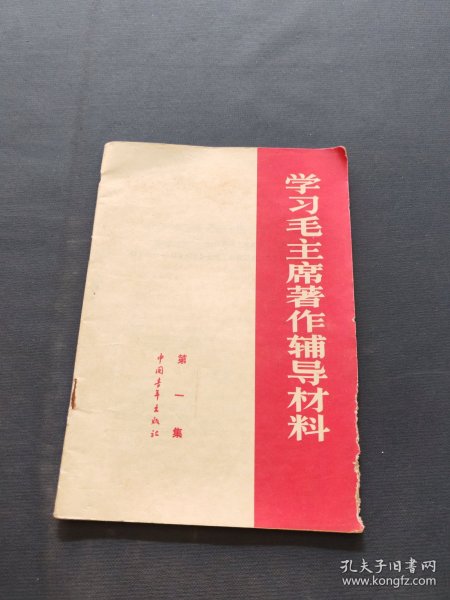 学习毛主席著作辅导材料
第一集
中国青年出版社
孔夫子旧书网
www.kongfz.com